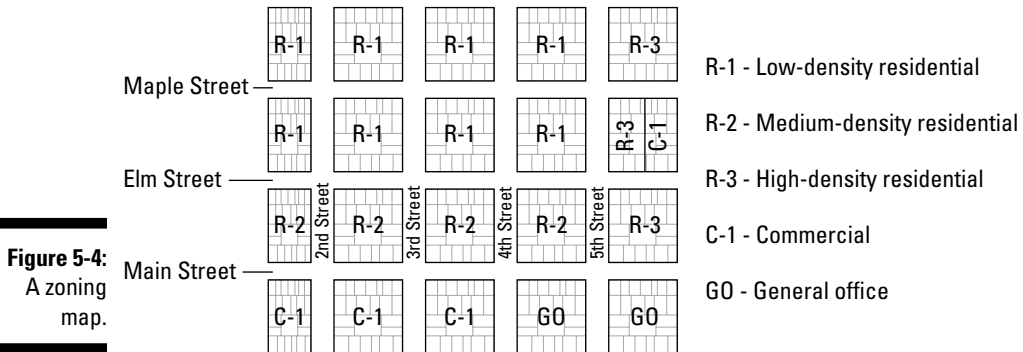 R-1 R-1 R-1 R-1 R-3
Maple Street
R-1 R-1 R-1 R-1 R-3 C-1
Elm Street
2nd Street 3rd Street 4th Street 5th Street
R-2 R-2 R-2 R-2 R-3
Main Street
C-1 C-1 C-1 GO GO
R-1 - Low-density residential
R-2 - Medium-density residential
R-3 - High-density residential
C-1 - Commercial
GO - General office
Figure 5-4:
A zoning
map.